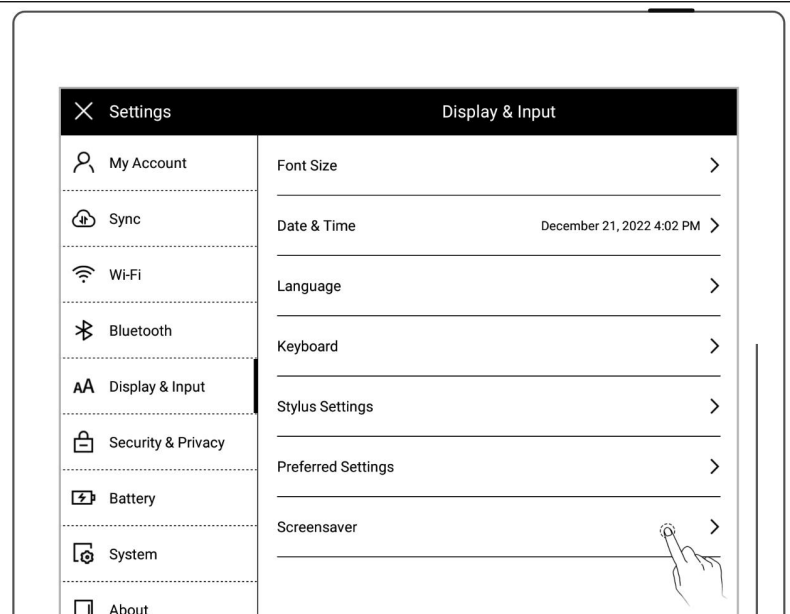 Settings
Display & Input
My Account
Sync
Wi-Fi
Bluetooth
AA Display & Input
Security & Privacy
Battery
System
About
Font Size
Date & Time December 21, 2022 4:02 PM
Language
Keyboard
Stylus Settings
Preferred Settings
Screensaver